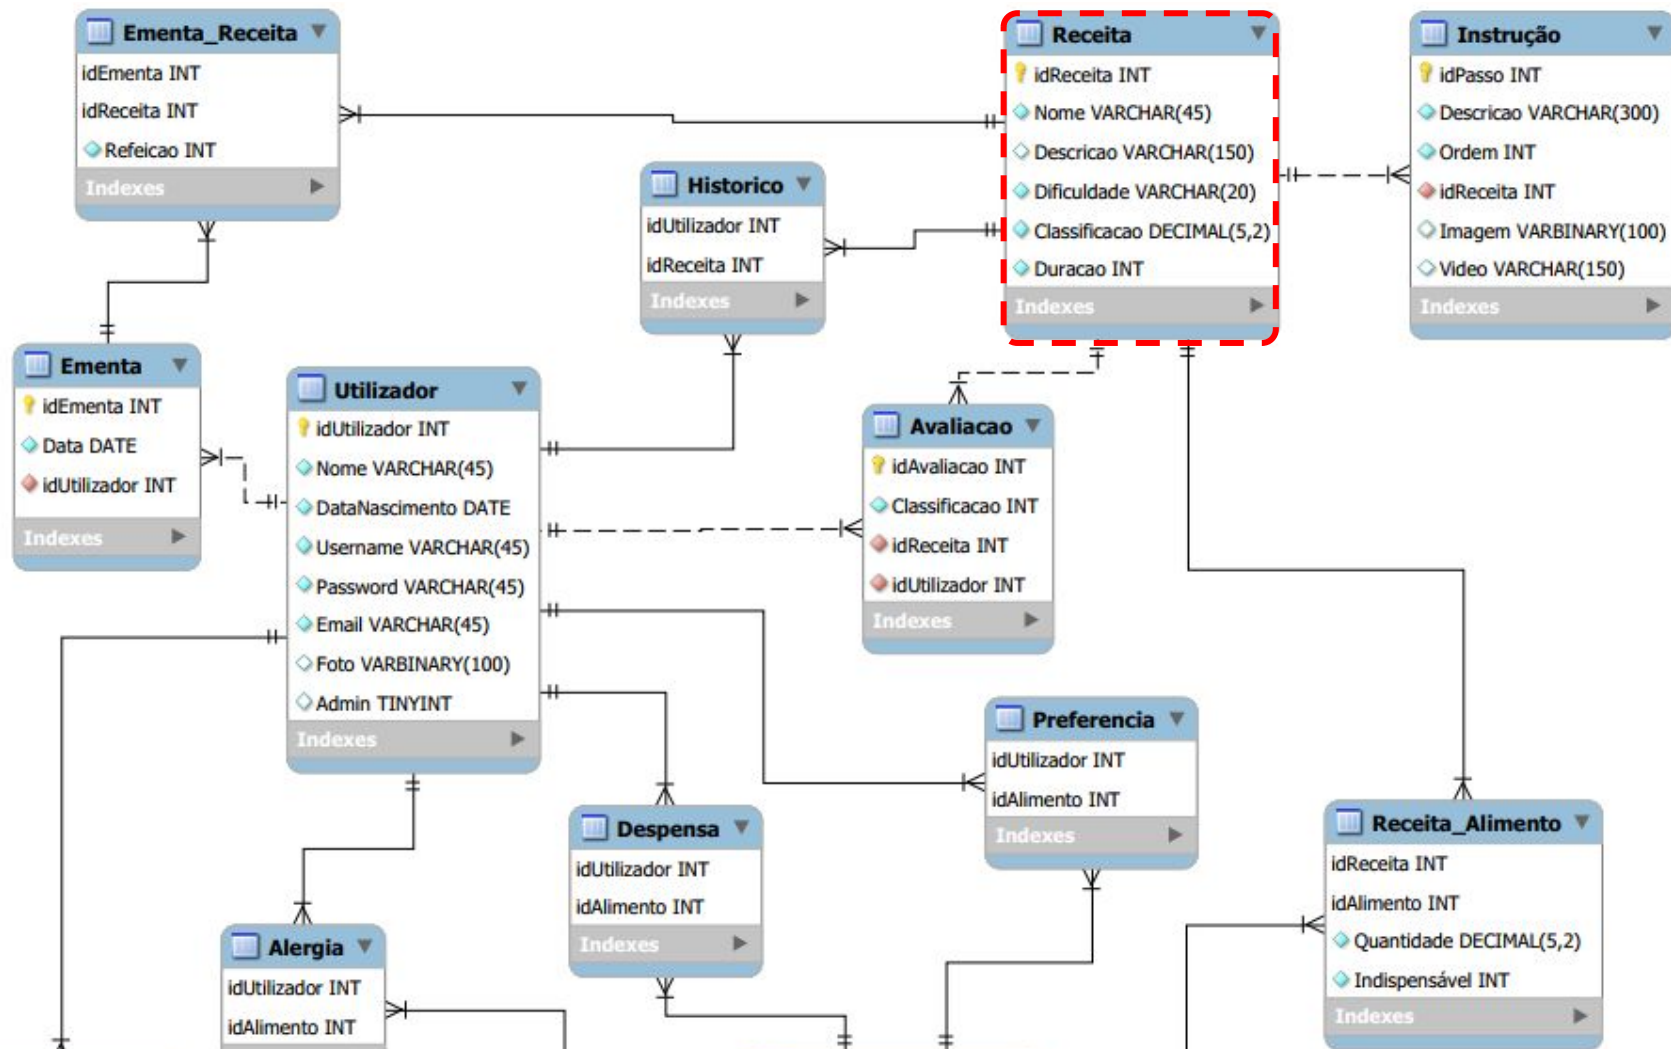 Ementa_Receita
idEmenta INT
idReceita INT
Refeicao INT
Indexes
Receita
idReceita INT
Nome VARCHAR(45)
Descricao VARCHAR(150)
Dificuldade VARCHAR(20)
Classificacao DECIMAL(5,2)
Duracao INT
Indexes
Instrução
idPasso INT
Descricao VARCHAR(300)
Ordem INT
idReceita INT
Imagem VARBINARY(100)
Video VARCHAR(150)
Indexes
Historico
idUtilizador INT
idReceita INT
Indexes
Ementa
idEmenta INT
Data DATE
idUtilizador INT
Indexes
Utilizador
idUtilizador INT
Nome VARCHAR(45)
DataNascimento DATE
Username VARCHAR(45)
Password VARCHAR(45)
Email VARCHAR(45)
Foto VARBINARY(100)
Admin TINYINT
Indexes
Avaliacao
idAvaliacao INT
Classificacao INT
idReceita INT
idUtilizador INT
Indexes
Preferencia
idUtilizador INT
idAlimento INT
Indexes
Despensa
idUtilizador INT
idAlimento INT
Indexes
Receita_Alimento
idReceita INT
idAlimento INT
Quantidade DECIMAL(5,2)
Indispensável INT
Indexes
Alergia
idUtilizador INT
idAlimento INT